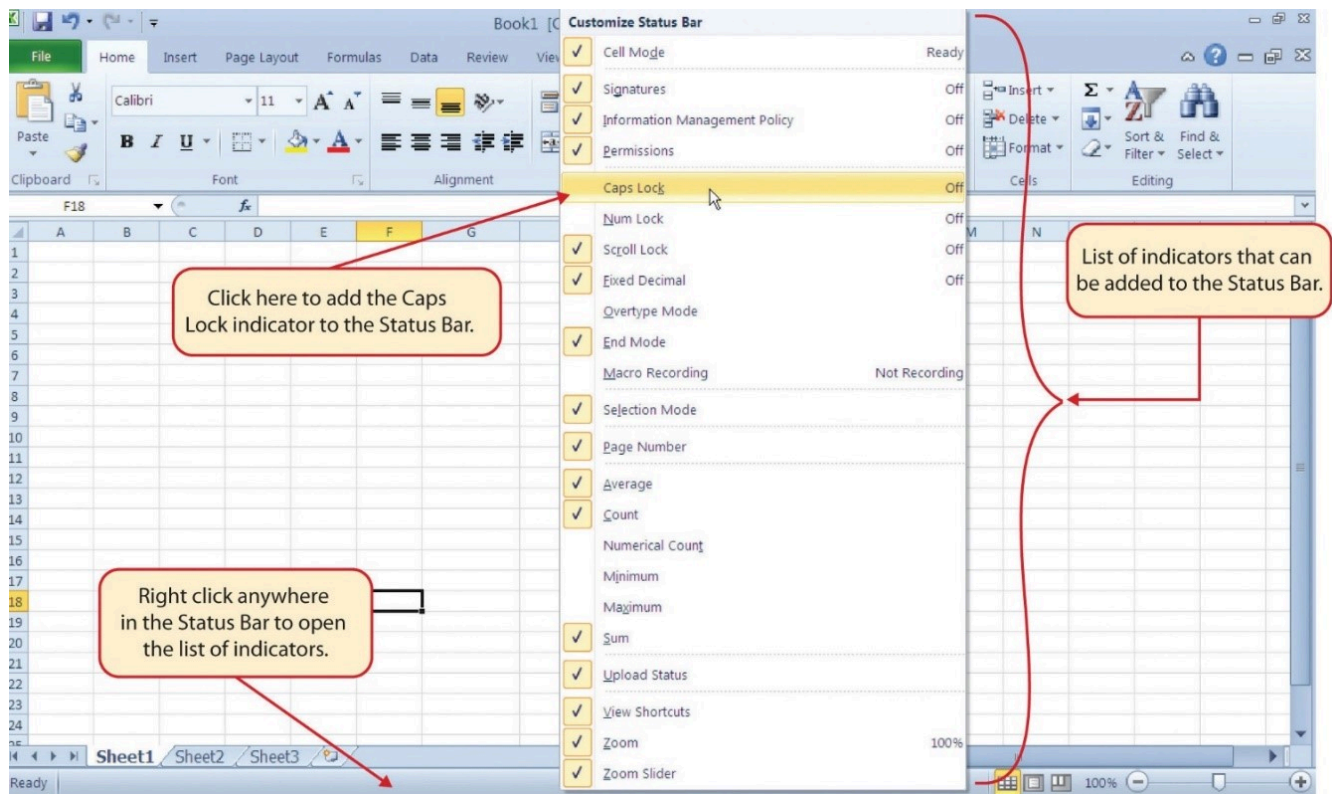 Book1 [C
File Home Insert Page Layout Formulas Data Review View
Paste
Clipboard
Calibri 11
B I U
Font
Alignment
Insert
Delete
Format
Cells
Σ
Sort & Filter
Find & Select
Editing
F18 fx
A B C D E F G M N
1
2
3
4
5
6
7
8
9
10
11
12
13
14
15
16
17
18
19
20
21
22
23
24
25
Customize Status Bar
Cell Mode Ready
Signatures Off
Information Management Policy Off
Permissions Off
Caps Lock Off
Num Lock Off
Scroll Lock Off
Fixed Decimal Off
Overtype Mode
End Mode
Macro Recording Not Recording
Selection Mode
Page Number
Average
Count
Numerical Count
Minimum
Maximum
Sum
Upload Status
View Shortcuts
Zoom 100%
Zoom Slider
Click here to add the Caps
Lock indicator to the Status Bar.
List of indicators that can
be added to the Status Bar.
Right click anywhere
in the Status Bar to open
the list of indicators.
Sheet1 Sheet2 Sheet3
Ready
100%